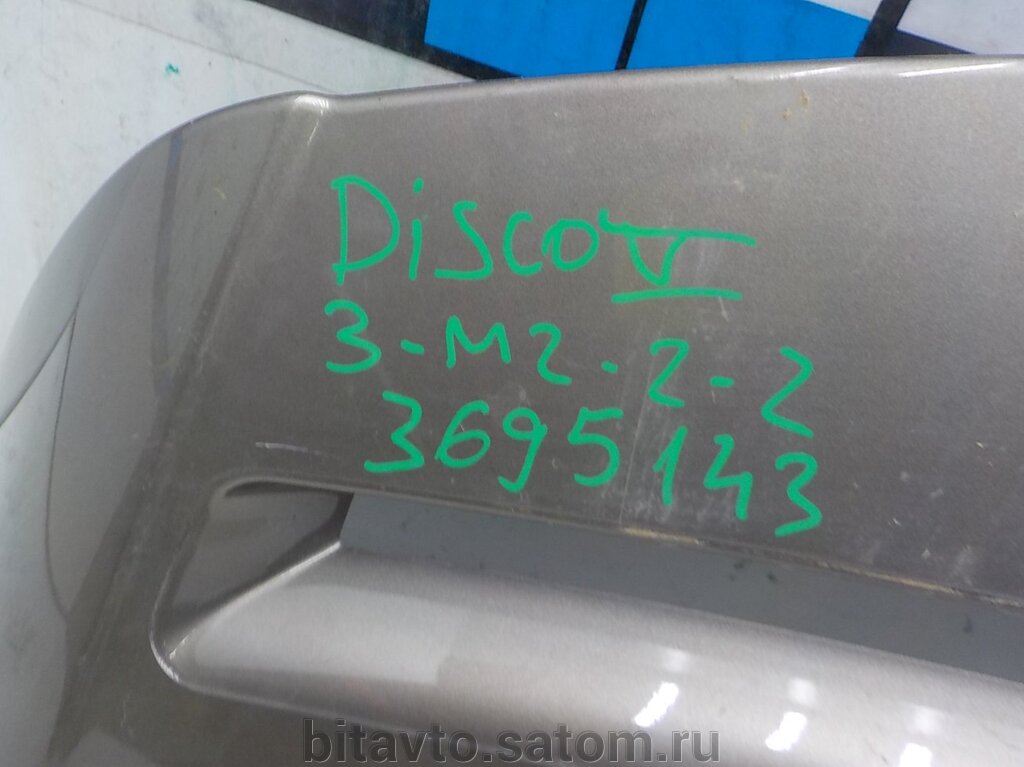 Disco V
3-M2-2-2
3695143
bitavto.satom.ru